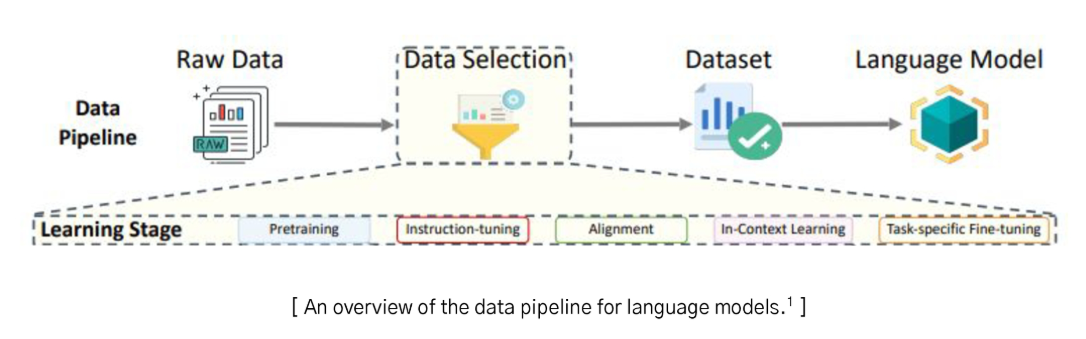 Raw Data
Data Selection
Dataset
Language Model
Data
Pipeline
RAW
Learning Stage
Pretraining
Instruction-tuning
Alignment
In-Context Learning
Task-specific Fine-tuning
[ An overview of the data pipeline for language models.¹ ]